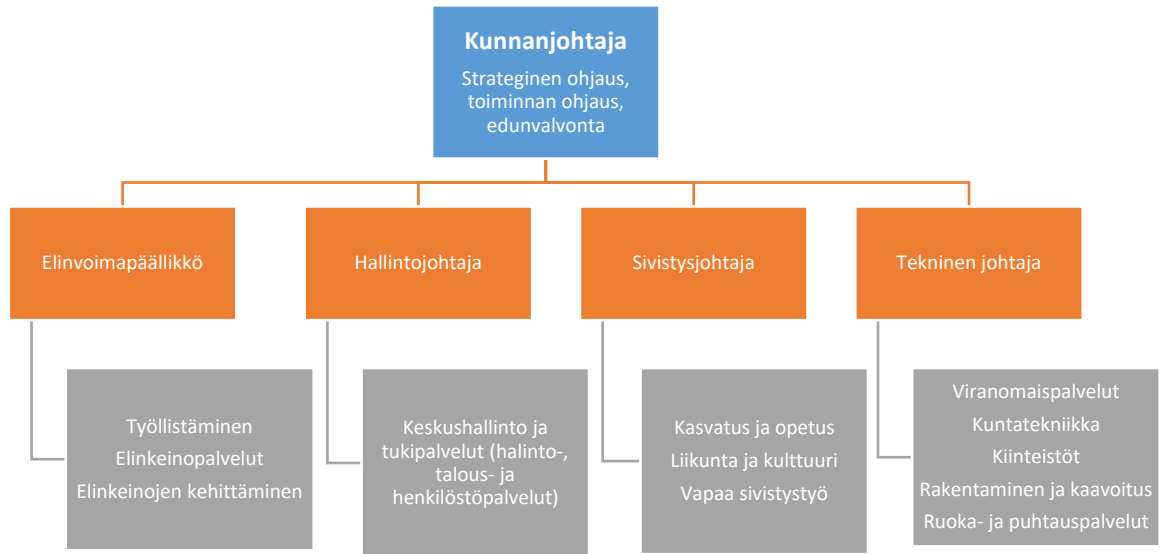 Kunnanjohtaja
Strateginen ohjaus,
toiminnan ohjaus,
edunvalvonta
Elinvoimapäällikkö
Hallintojohtaja
Sivistysjohtaja
Tekninen johtaja
Työllistäminen
Elinkeinopalvelut
Elinkeinojen kehittäminen
Keskushallinto ja
tukipalvelut (halinto-,
talous- ja
henkilöstöpalvelut)
Kasvatus ja opetus
Liikunta ja kulttuuri
Vapaa sivistystyö
Viranomaispalvelut
Kuntatekniikka
Kiinteistöt
Rakentaminen ja kaavoitus
Ruoka- ja puhtauspalvelut